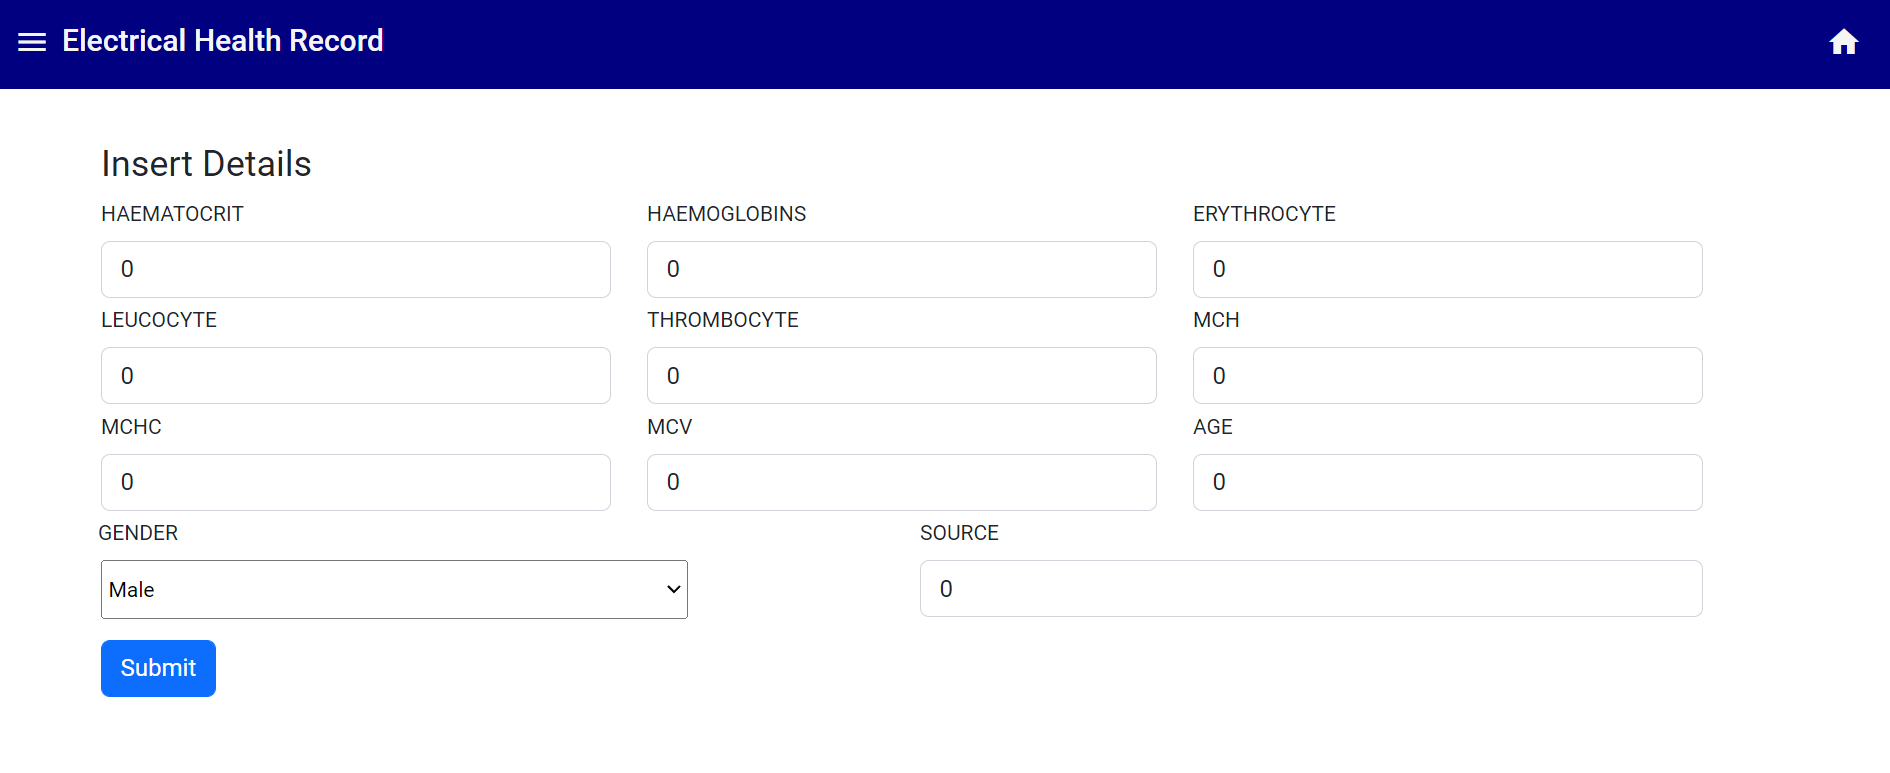 Electrical Health Record
Insert Details
HAEMATOCRIT HAEMOGLOBINS ERYTHROCYTE
0 0 0
LEUCOCYTE THROMBOCYTE MCH
0 0 0
MCHC MCV AGE
0 0 0
GENDER SOURCE
Male 0
Submit